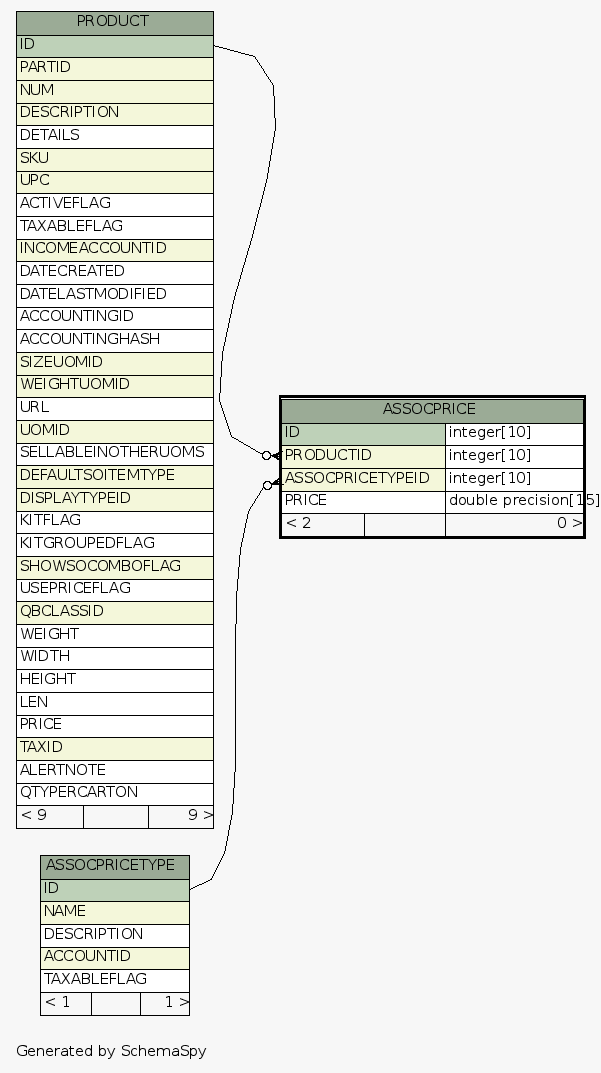 PRODUCT
ID
PARTID
NUM
DESCRIPTION
DETAILS
SKU
UPC
ACTIVEFLAG
TAXABLEFLAG
INCOMEACCOUNTID
DATECREATED
DATELASTMODIFIED
ACCOUNTINGID
ACCOUNTINGHASH
SIZEUOMID
WEIGHTUOMID
URL
UOMID
SELLABLEINOTHERUOMS
DEFAULTSOITEMTYPE
DISPLAYTYPEID
KITFLAG
KITGROUPEDFLAG
SHOWSOCOMBOFLAG
USEPRICEFLAG
QBCLASSID
WEIGHT
WIDTH
HEIGHT
LEN
PRICE
TAXID
ALERTNOTE
QTYPERCARTON
< 9 9 >
ASSOCPRICE
ID integer[10]
PRODUCTID integer[10]
ASSOCPRICETYPEID integer[10]
PRICE double precision[15]
< 2 0 >
ASSOCPRICETYPE
ID
NAME
DESCRIPTION
ACCOUNTID
TAXABLEFLAG
< 1 1 >
Generated by SchemaSpy